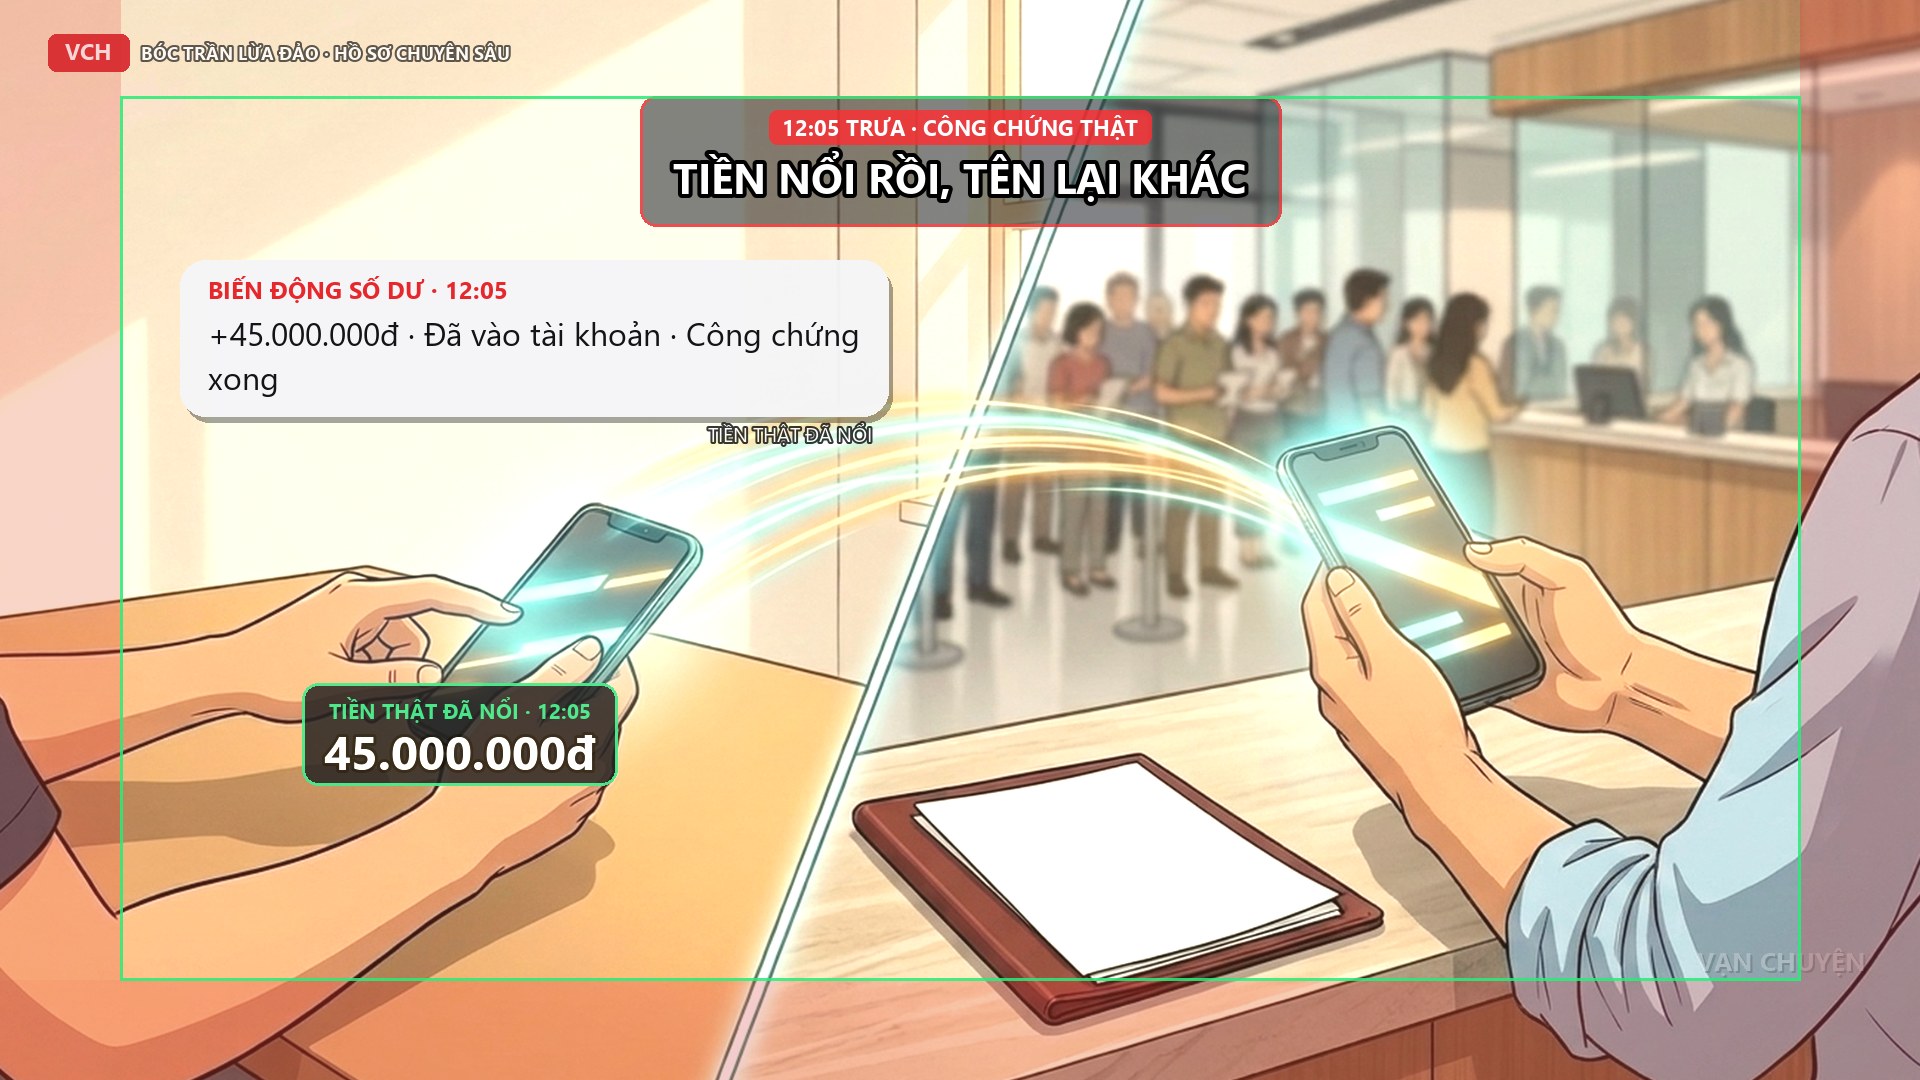 VCH
BÓC TRẦN LỪA ĐẢO · HỒ SƠ CHUYÊN SÂU
12:05 TRƯA · CÔNG CHỨNG THẬT
TIỀN NỔI RỒI, TÊN LẠI KHÁC
BIẾN ĐỘNG SỐ DƯ · 12:05
+45.000.000đ · Đã vào tài khoản · Công chứng
xong
TIỀN THẬT ĐÃ NỔI
TIỀN THẬT ĐÃ NỔI · 12:05
45.000.000đ
VẠN CHUYỆN